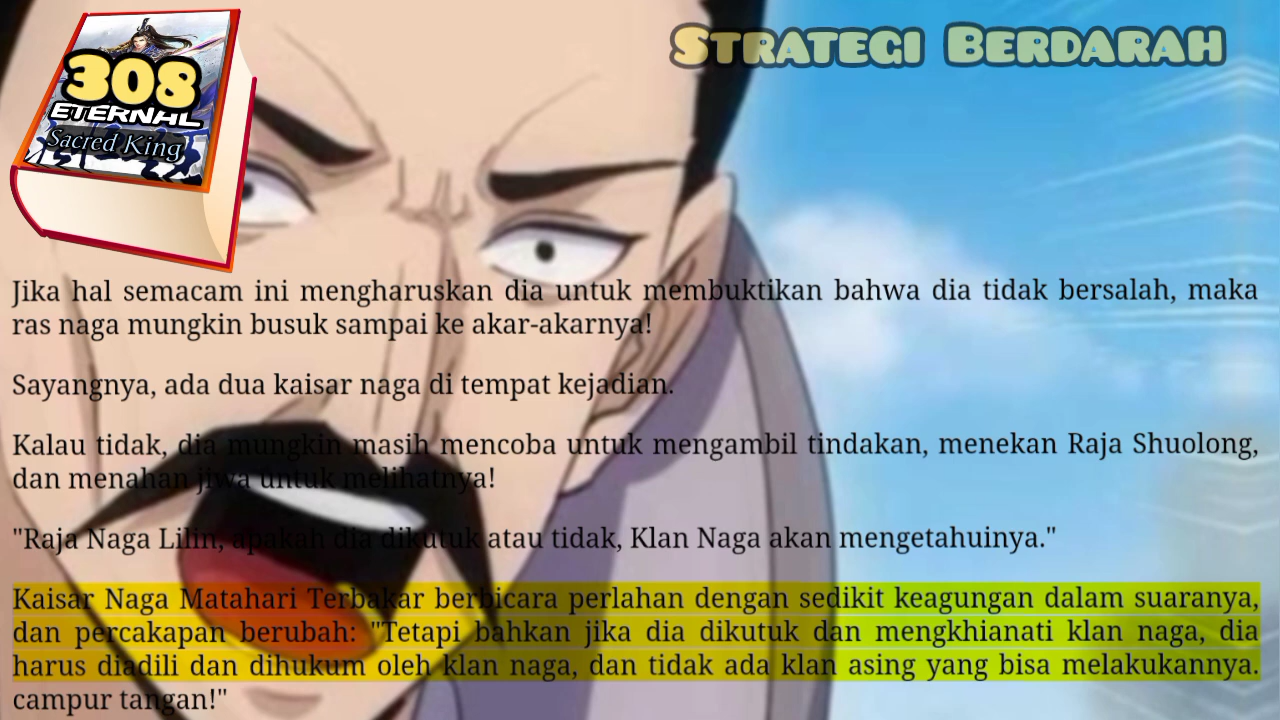 Strategi Berdarah
308
ETERNAL
Sacred King
Jika hal semacam ini mengharuskan dia untuk membuktikan bahwa dia tidak bersalah, maka
ras naga mungkin busuk sampai ke akar-akarnya!
Sayangnya, ada dua kaisar naga di tempat kejadian.
Kalau tidak, dia mungkin masih mencoba untuk mengambil tindakan, menekan Raja Shuolong,
dan menahan jiwa untuk melihatnya!
"Raja Naga Lilin, apakah dia dikutuk atau tidak, Klan Naga akan mengetahuinya."
Kaisar Naga Matahari Terbakar berbicara perlahan dengan sedikit keagungan dalam suaranya,
dan percakapan berubah: "Tetapi bahkan jika dia dikutuk dan mengkhianati klan naga, dia
harus diadili dan dihukum oleh klan naga, dan tidak ada klan asing yang bisa melakukannya.
campur tangan!"